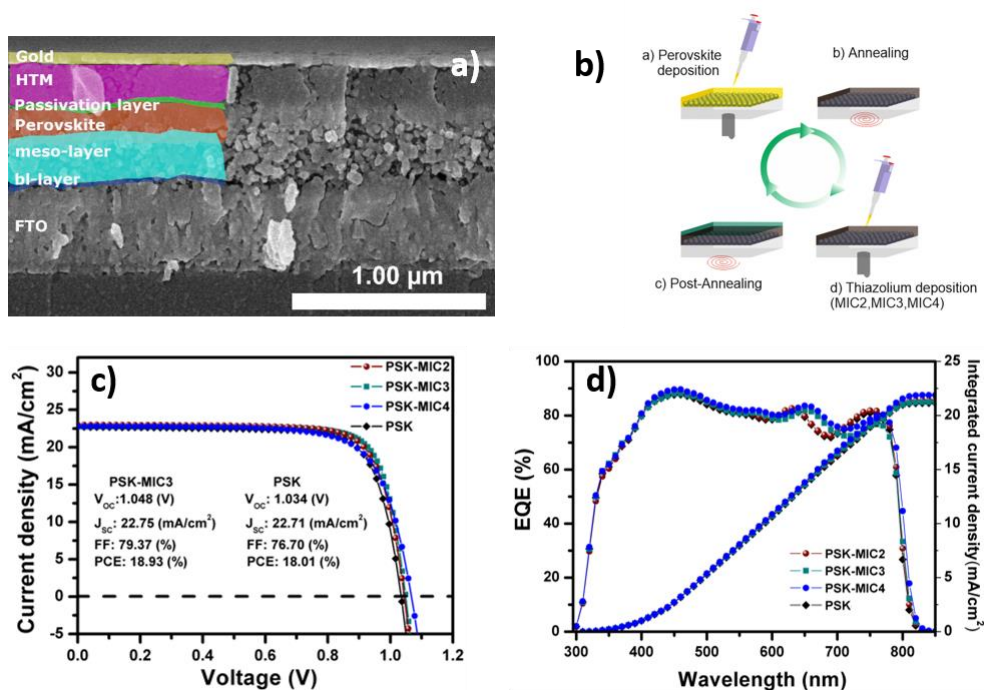 a)
Gold
HTM
Passivation layer
Perovskite
meso-layer
bl-layer
FTO
1.00 µm
b)
a) Perovskite
deposition
b) Annealing
c) Post-Annealing
d) Thiazolium deposition
(MIC2,MIC3,MIC4)
c)
Current density (mA/cm²)
30
25
20
15
10
5
0
-5
PSK-MIC2
PSK-MIC3
PSK-MIC4
PSK
PSK-MIC3
V_OC:1.048 (V)
J_SC: 22.75 (mA/cm²)
FF: 79.37 (%)
PCE: 18.93 (%)
PSK
V_OC: 1.034 (V)
J_SC: 22.71 (mA/cm²)
FF: 76.70 (%)
PCE: 18.01 (%)
0.0 0.2 0.4 0.6 0.8 1.0 1.2
Voltage (V)
d)
EQE (%)
100
80
60
40
20
0
PSK-MIC2
PSK-MIC3
PSK-MIC4
PSK
25
20
15
10
5
0
Integrated current
density(mA/cm²)
300 400 500 600 700 800
Wavelength (nm)